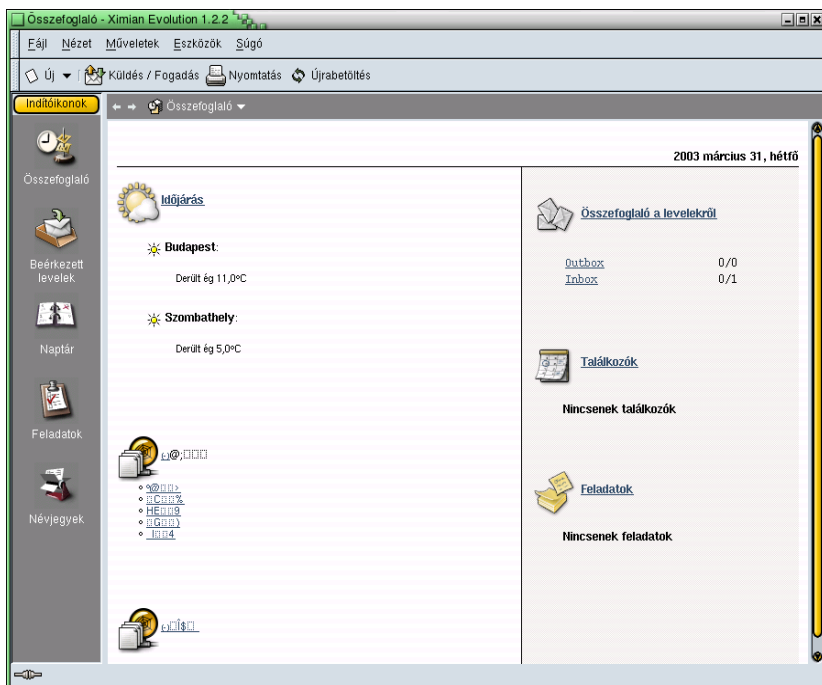 Összefoglaló - Ximian Evolution 1.2.2
Fájl Nézet Műveletek Eszközök Súgó
Új Küldés / Fogadás Nyomtatás Újrabetöltés
Indítóikonok
Összefoglaló
Összefoglaló
Beérkezett
levelek
Naptár
Feladatok
Névjegyek
2003 március 31, hétfő
Időjárás
Budapest:
Derült ég 11,0ºC
Szombathely:
Derült ég 5,0ºC
Összefoglaló a levelekről
Outbox 0/0
Inbox 0/1
Találkozók
Nincsenek találkozók
Feladatok
Nincsenek feladatok